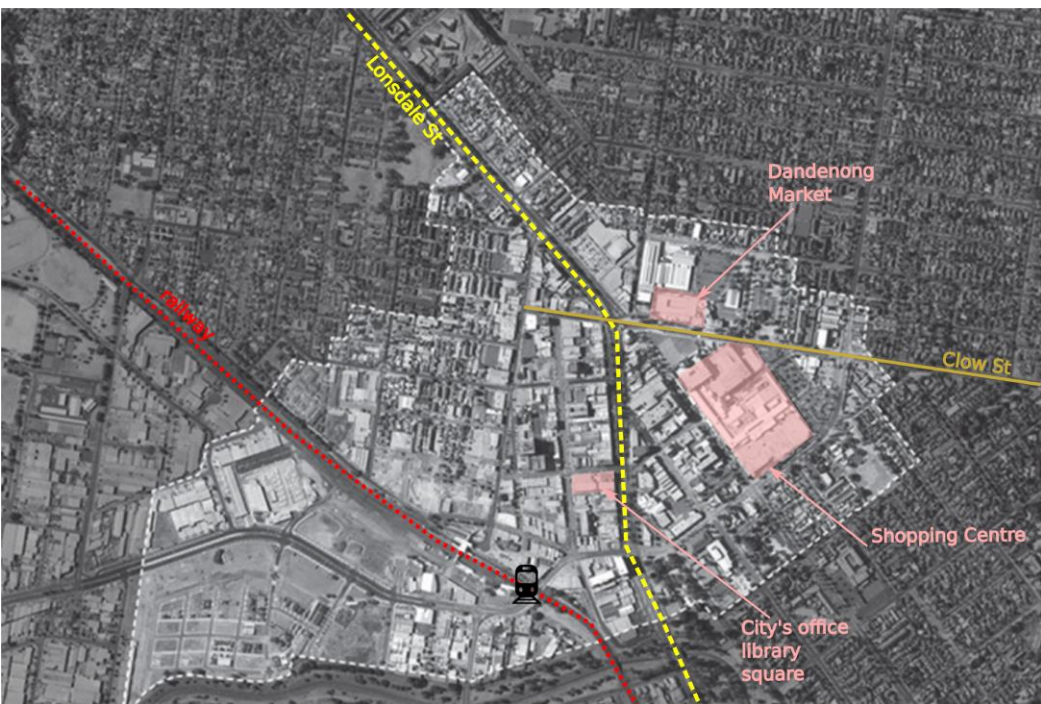 Lonsdale St
Dandenong
Market
railway
Clow St
Shopping Centre
City's office
library
square